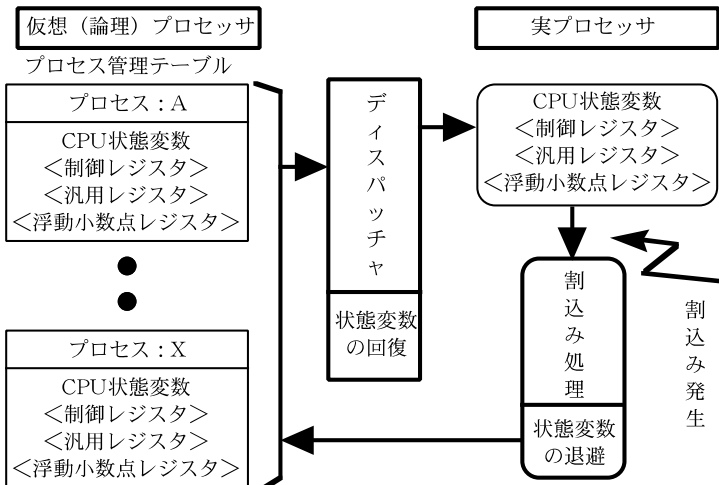 仮想（論理）プロセッサ
プロセス管理テーブル
プロセス：A
CPU状態変数
＜制御レジスタ＞
＜汎用レジスタ＞
＜浮動小数点レジスタ＞
プロセス：X
CPU状態変数
＜制御レジスタ＞
＜汎用レジスタ＞
＜浮動小数点レジスタ＞
ディスパッチャ
状態変数
の回復
実プロセッサ
CPU状態変数
＜制御レジスタ＞
＜汎用レジスタ＞
＜浮動小数点レジスタ＞
割込み処理
状態変数
の退避
割込み発生